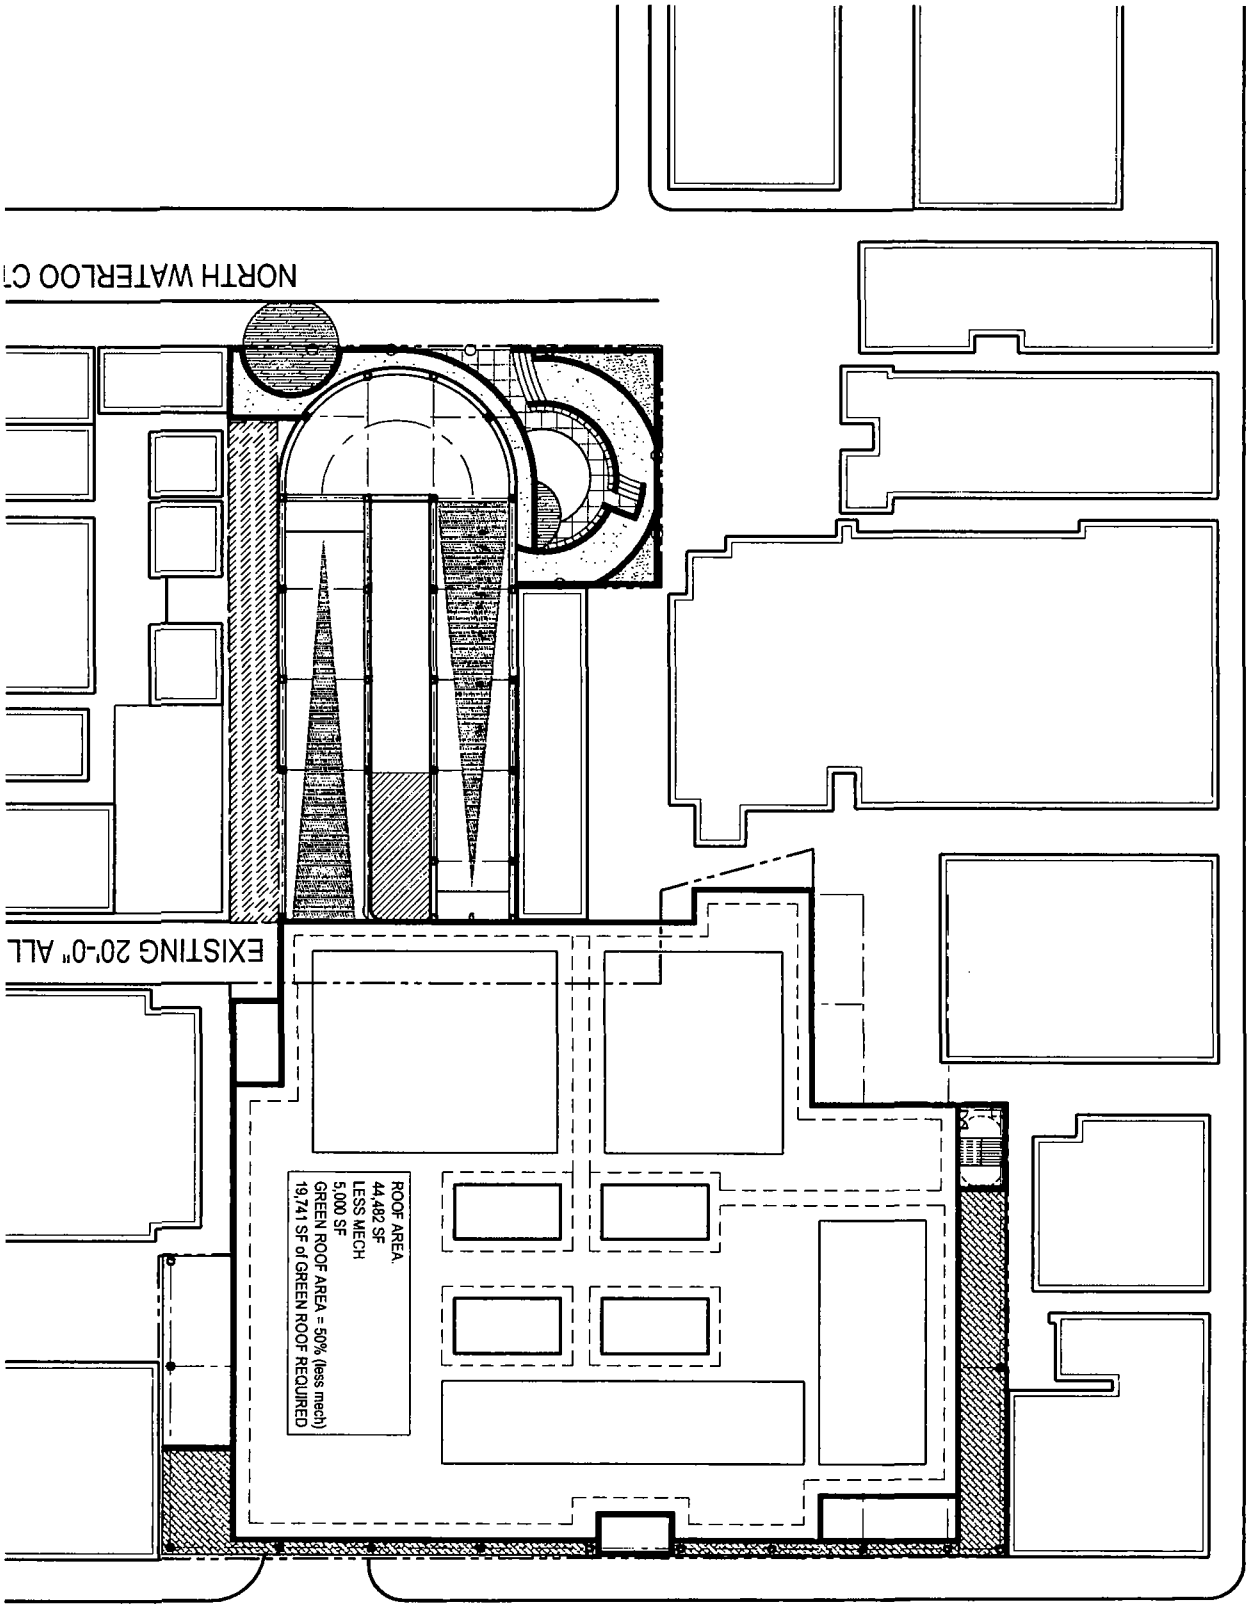 NORTH WATERLOO CT
EXISTING 20'-0" ALL
ROOF AREA.
44,482 SF
LESS MECH
5,000 SF
GREEN ROOF AREA = 50% (less mech)
19,741 SF of GREEN ROOF REQUIRED